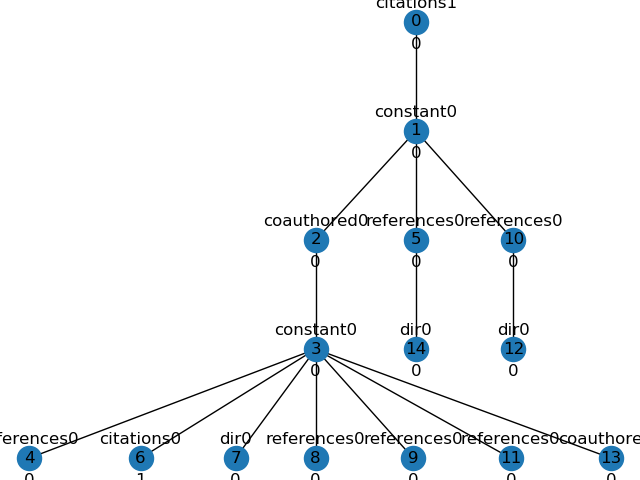 citations1
0
0
constant0
1
0
coauthored0 references0 references0
2 5 10
0 0 0
constant0 dir0 dir0
3 14 12
0 0 0
ferences0 citations0 dir0 references0 references0 references0 coauthore
4 6 7 8 9 11 13
0 1 0 0 0 0 0